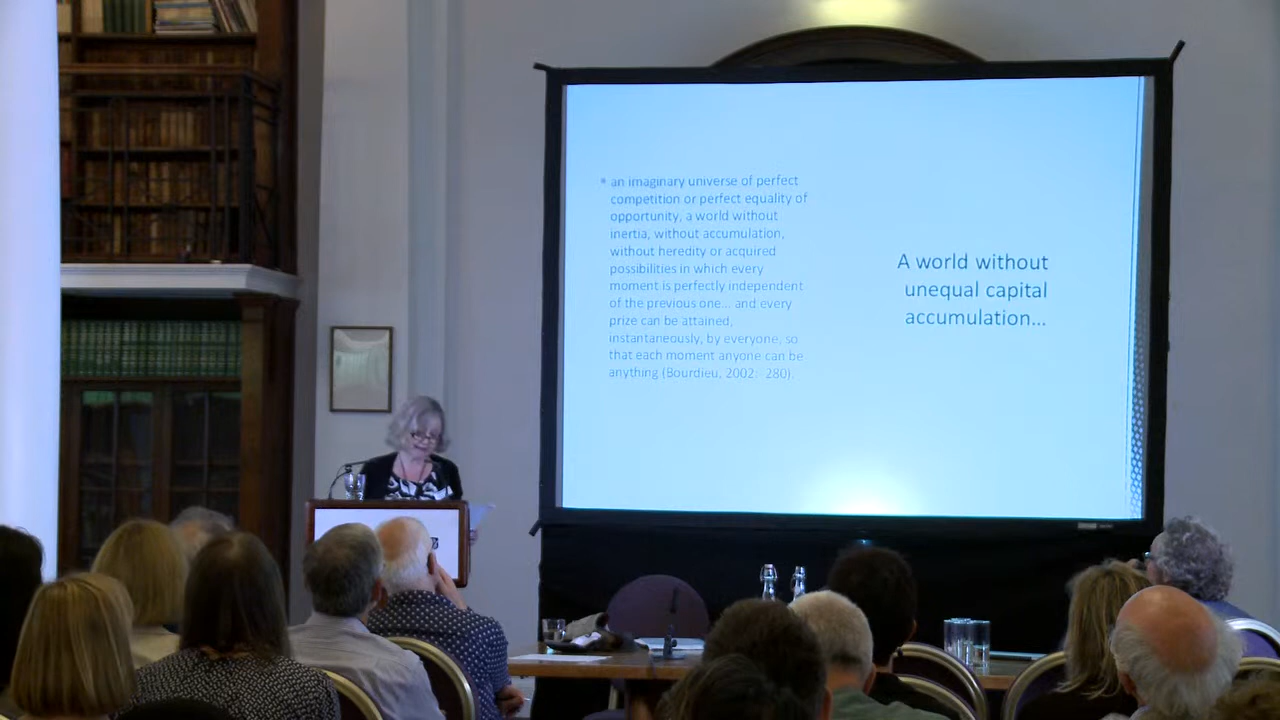 * an imaginary universe of perfect
competition or perfect equality of
opportunity, a world without
inertia, without accumulation,
without heredity or acquired
possibilities in which every
moment is perfectly independent
of the previous one... and every
prize can be attained,
instantaneously, by everyone, so
that each moment anyone can be
anything (Bourdieu, 2002: 280).
A world without
unequal capital
accumulation...